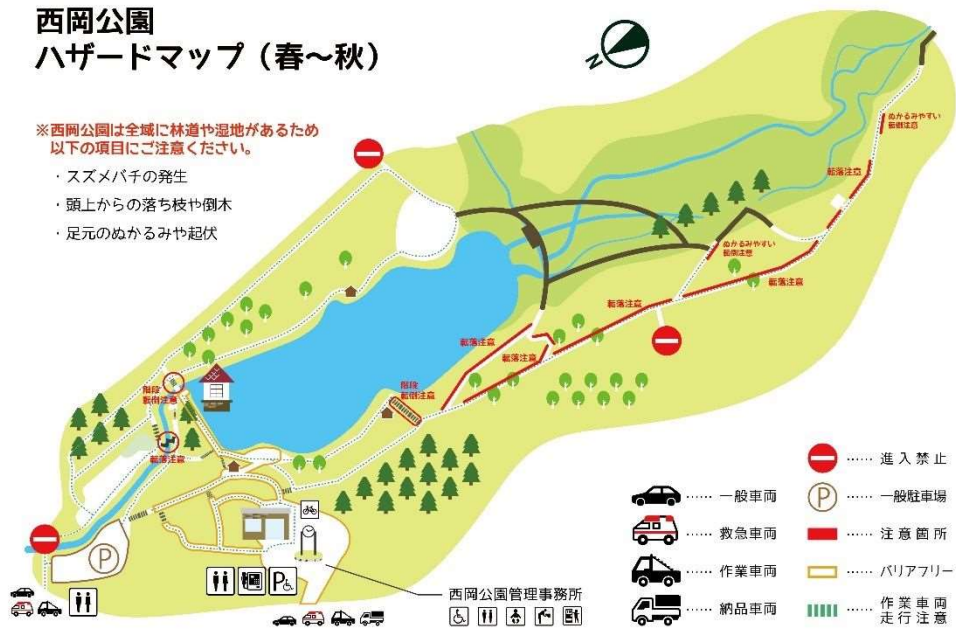 西岡公園
ハザードマップ（春～秋）
※西岡公園は全域に林道や湿地があるため
以下の項目にご注意ください。
・スズメバチの発生
・頭上からの落ち枝や倒木
・足元のぬかるみや起伏
N
ぬかるみやすい
転倒注意
転落注意
ぬかるみやすい
転倒注意
転落注意
転落注意
転落注意
転落注意
階段
転倒注意
階段
転倒注意
転落注意
P
P
西岡公園管理事務所
一般車両
救急車両
作業車両
納品車両
進入禁止
P
一般駐車場
注意箇所
バリアフリー
作業車両
走行注意